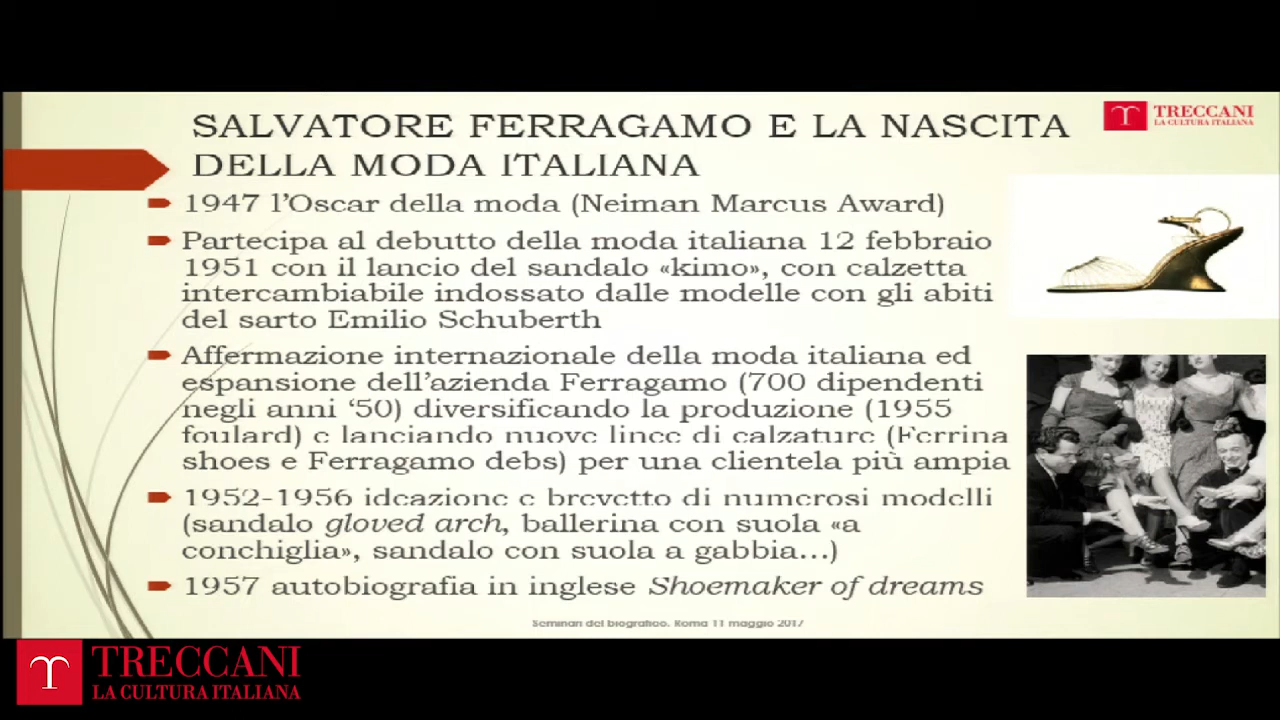 SALVATORE FERRAGAMO E LA NASCITA
DELLA MODA ITALIANA
TRECCANI
LA CULTURA ITALIANA
1947 l'Oscar della moda (Neiman Marcus Award)
Partecipa al debutto della moda italiana 12 febbraio
1951 con il lancio del sandalo «kimo», con calzetta
intercambiabile indossato dalle modelle con gli abiti
del sarto Emilio Schuberth
Affermazione internazionale della moda italiana ed
espansione dell'azienda Ferragamo (700 dipendenti
negli anni '50) diversificando la produzione (1955
foulard) e lanciando nuove linee di calzature (Ferrina
shoes e Ferragamo debs) per una clientela più ampia
1952-1956 ideazione e brevetto di numerosi modelli
(sandalo gloved arch, ballerina con suola «a
conchiglia», sandalo con suola a gabbia...)
1957 autobiografia in inglese Shoemaker of dreams
Seminari del biografico. Roma 11 maggio 2017
TRECCANI
LA CULTURA ITALIANA